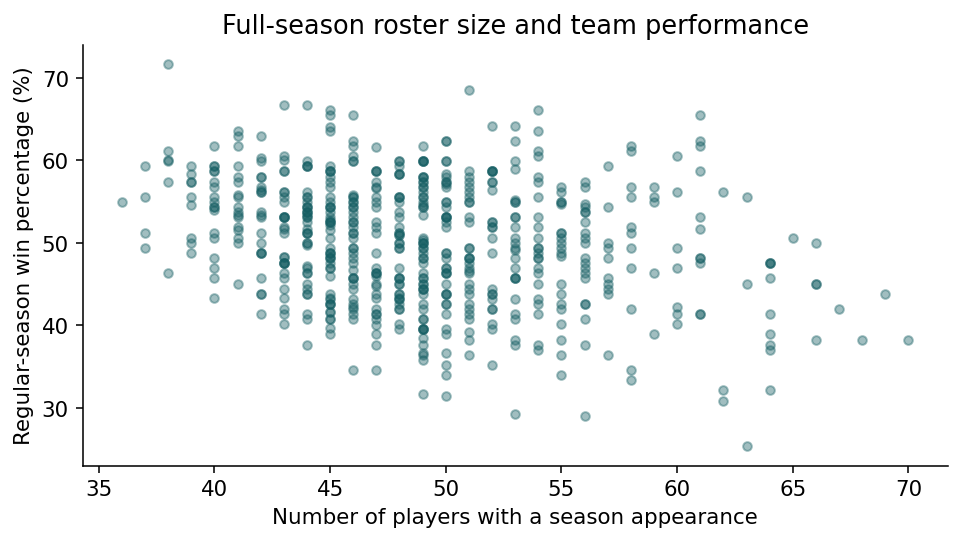 Full-season roster size and team performance
Regular-season win percentage (%)
70
60
50
40
30
35 40 45 50 55 60 65 70
Number of players with a season appearance